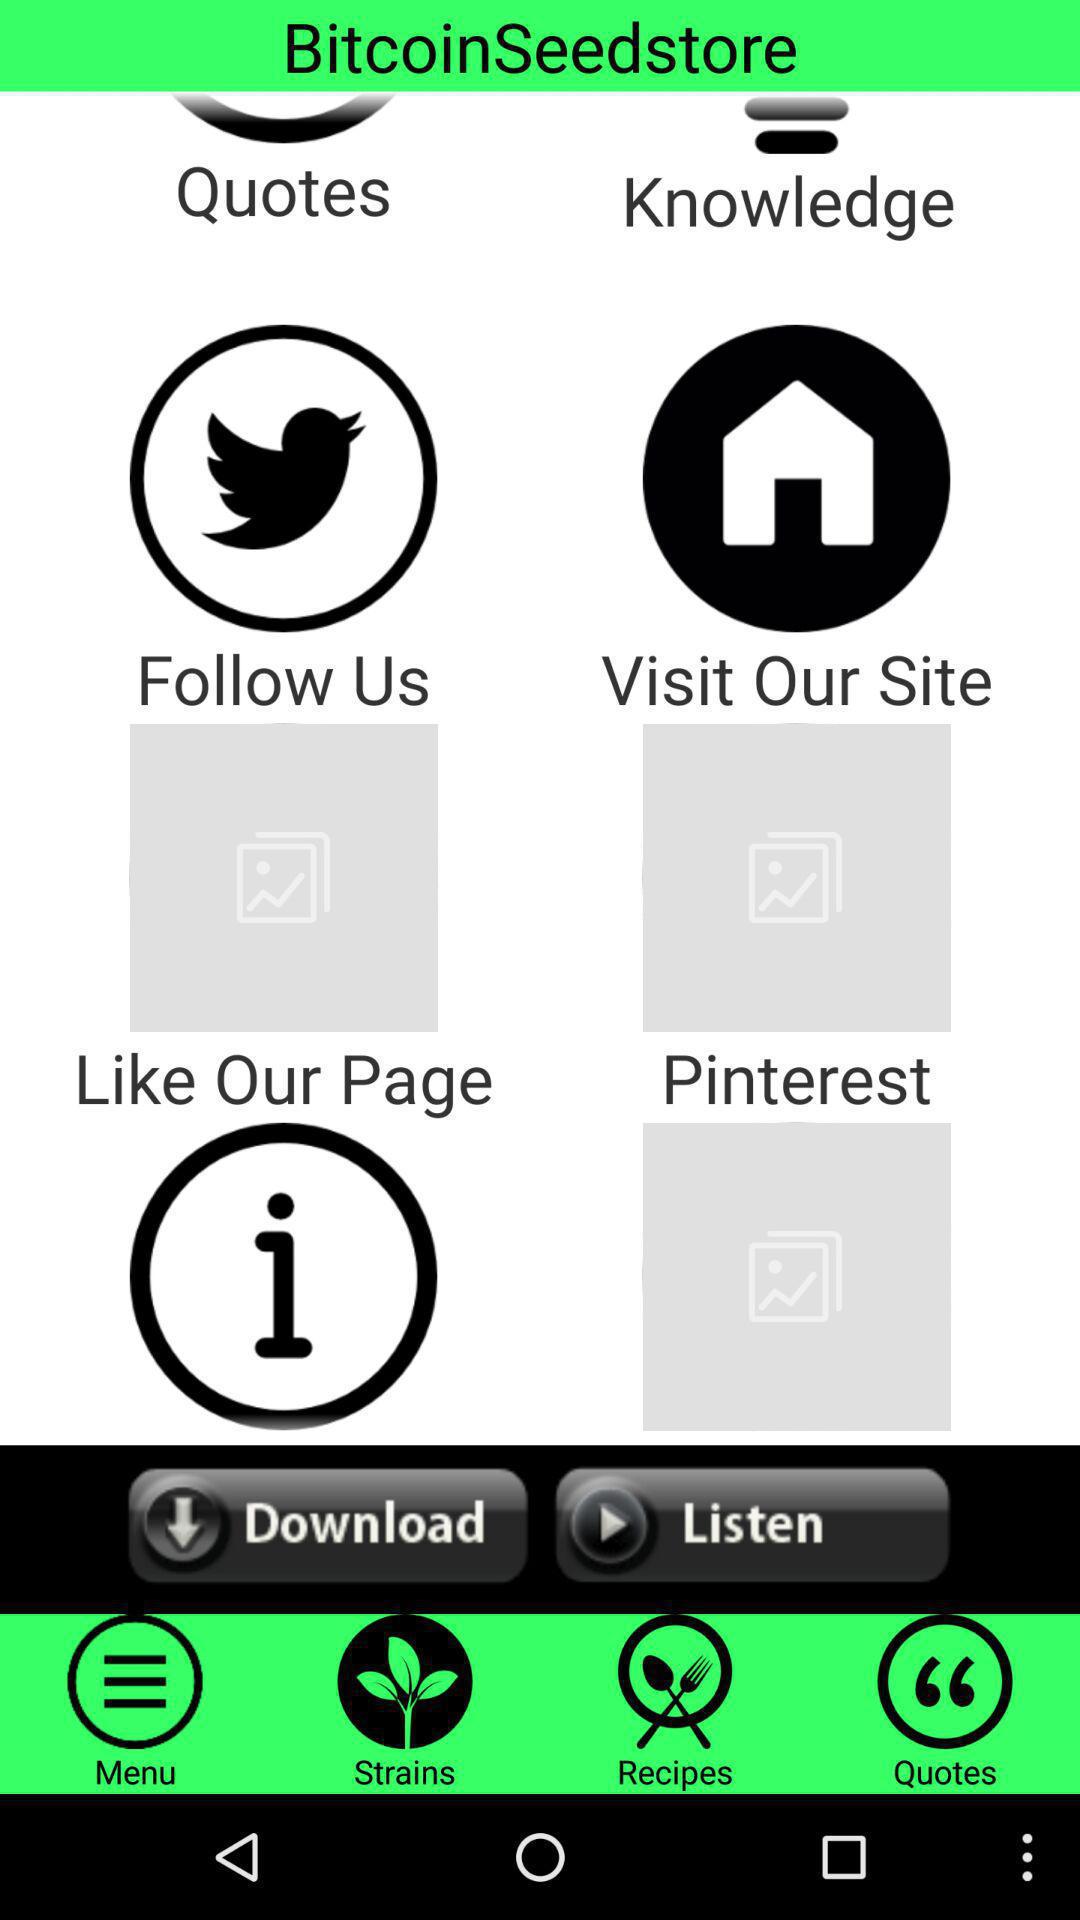 BitcoinSeedstore
Quotes
Knowledge
Follow Us
Visit Our Site
Like Our Page
Pinterest
Download
Listen
Menu
Strains
Recipes
Quotes